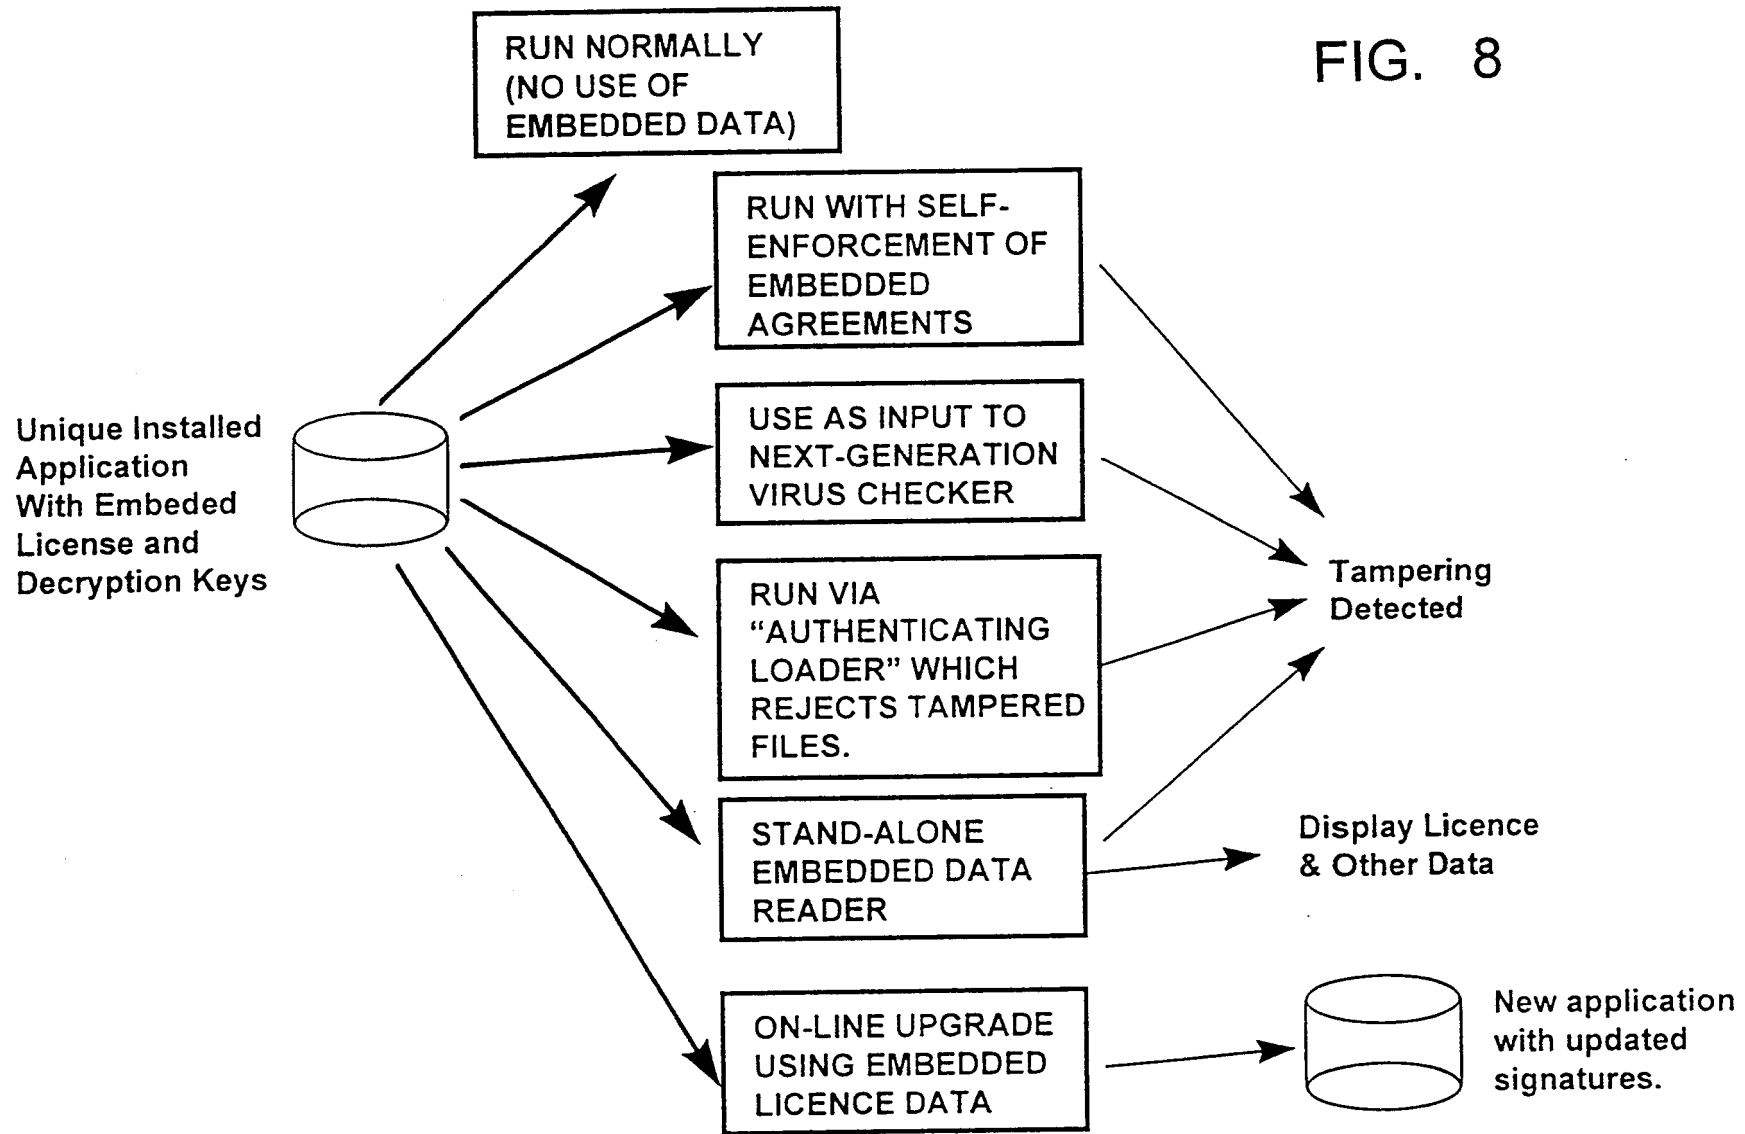 FIG. 8
RUN NORMALLY
(NO USE OF
EMBEDDED DATA)
RUN WITH SELF-
ENFORCEMENT OF
EMBEDDED
AGREEMENTS
Unique Installed
Application
With Embeded
License and
Decryption Keys
USE AS INPUT TO
NEXT-GENERATION
VIRUS CHECKER
RUN VIA
“AUTHENTICATING
LOADER” WHICH
REJECTS TAMPERED
FILES.
Tampering
Detected
STAND-ALONE
EMBEDDED DATA
READER
Display Licence
& Other Data
ON-LINE UPGRADE
USING EMBEDDED
LICENCE DATA
New application
with updated
signatures.